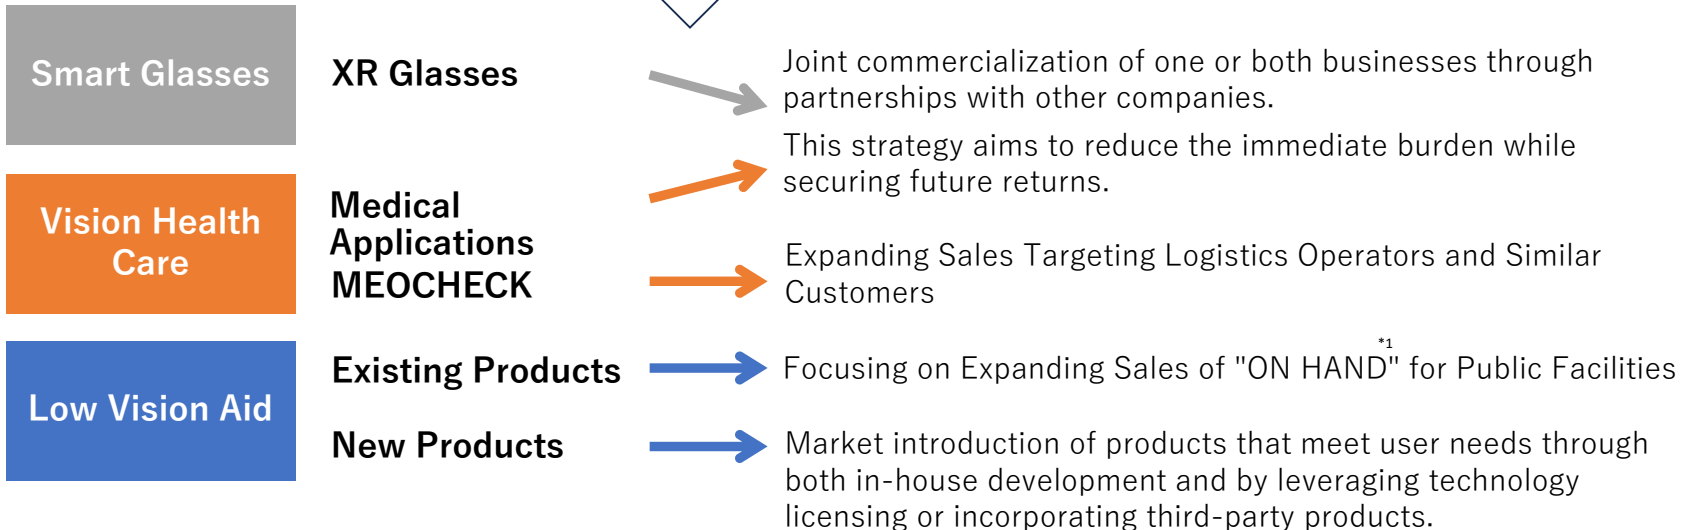 Smart Glasses
XR Glasses
Joint commercialization of one or both businesses through
partnerships with other companies.
This strategy aims to reduce the immediate burden while
securing future returns.
Vision Health
Care
Medical
Applications
MEOCHECK
Expanding Sales Targeting Logistics Operators and Similar
Customers
Low Vision Aid
Existing Products
*1
Focusing on Expanding Sales of "ON HAND" for Public Facilities
New Products
Market introduction of products that meet user needs through
both in-house development and by leveraging technology
licensing or incorporating third-party products.